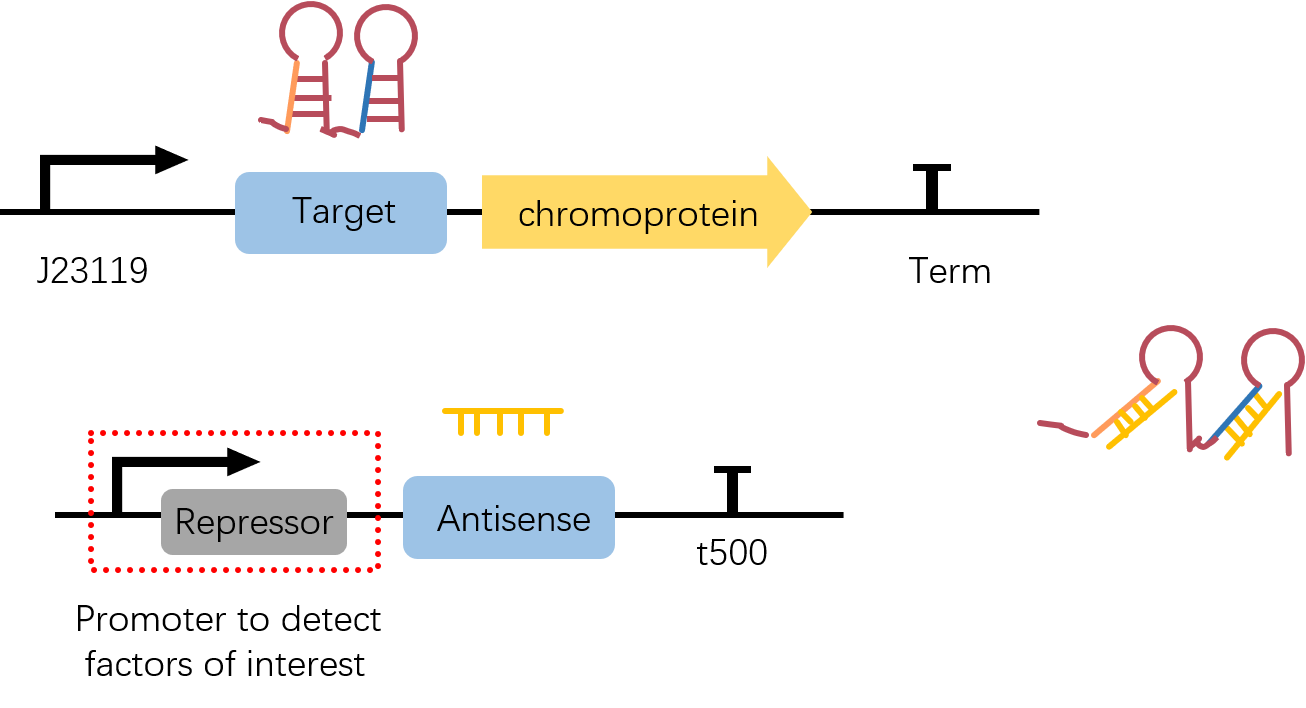 Target
chromoprotein
J23119
Term
Repressor
Antisense
t500
Promoter to detect
factors of interest